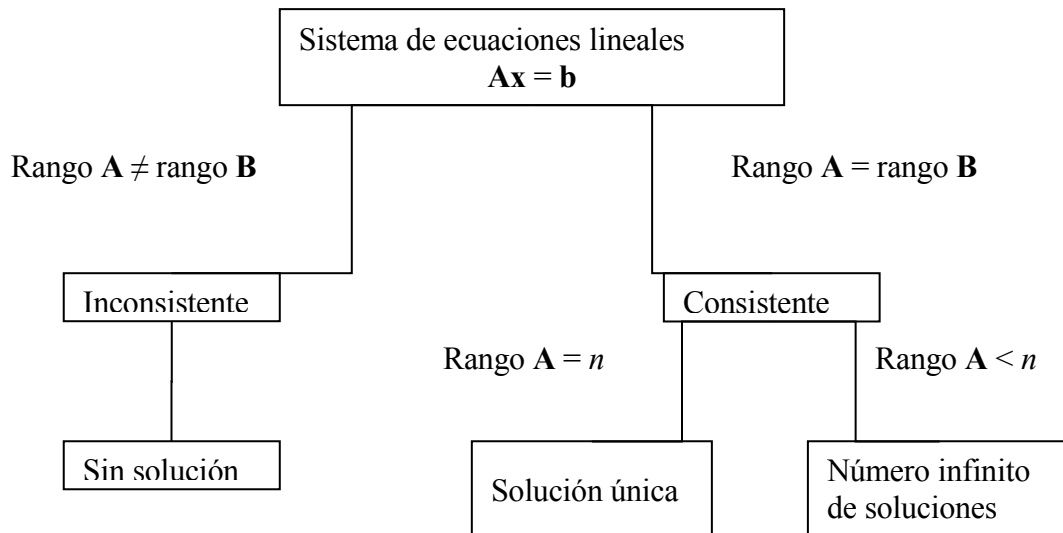 Sistema de ecuaciones lineales
Ax = b
Rango A ≠ rango B
Rango A = rango B
Inconsistente
Consistente
Rango A = n
Rango A < n
Sin solución
Solución única
Número infinito
de soluciones